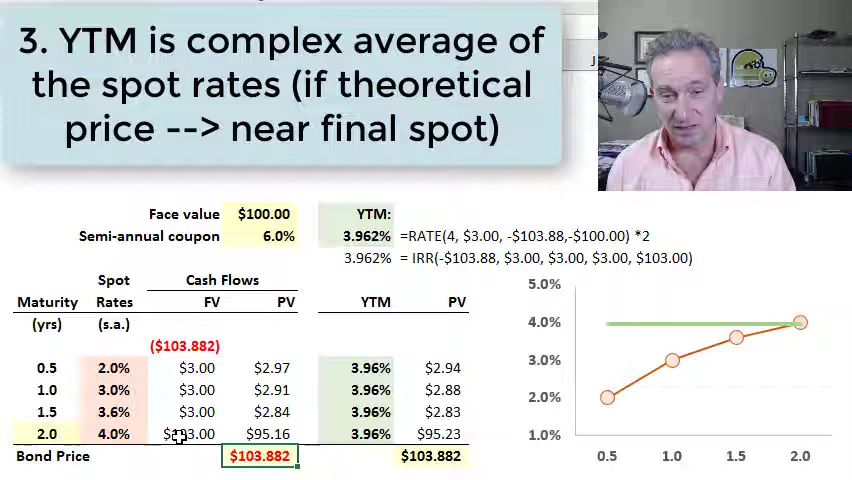 3. YTM is complex average of
the spot rates (if theoretical
price --> near final spot)
Face value $100.00 YTM:
Semi-annual coupon 6.0% 3.962% =RATE(4, $3.00, -$103.88,-$100.00) *2
3.962% = IRR(-$103.88, $3.00, $3.00, $3.00, $103.00)
Spot Cash Flows
Maturity Rates FV PV YTM PV
(yrs) (s.a.)
($103.882)
0.5 2.0% $3.00 $2.97 3.96% $2.94
1.0 3.0% $3.00 $2.91 3.96% $2.88
1.5 3.6% $3.00 $2.84 3.96% $2.83
2.0 4.0% $103.00 $95.16 3.96% $95.23
Bond Price $103.882 $103.882
5.0%
4.0%
3.0%
2.0%
1.0%
0.5 1.0 1.5 2.0